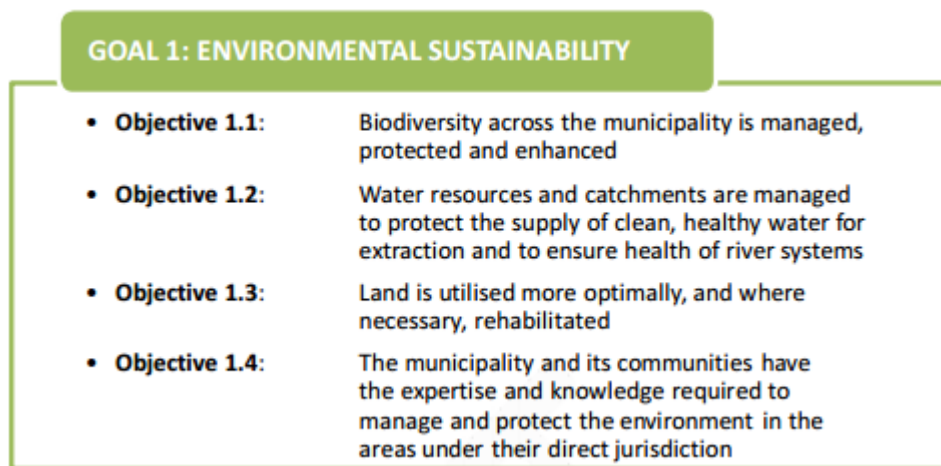 GOAL 1: ENVIRONMENTAL SUSTAINABILITY
• Objective 1.1: Biodiversity across the municipality is managed,
protected and enhanced
• Objective 1.2: Water resources and catchments are managed
to protect the supply of clean, healthy water for
extraction and to ensure health of river systems
• Objective 1.3: Land is utilised more optimally, and where
necessary, rehabilitated
• Objective 1.4: The municipality and its communities have
the expertise and knowledge required to
manage and protect the environment in the
areas under their direct jurisdiction